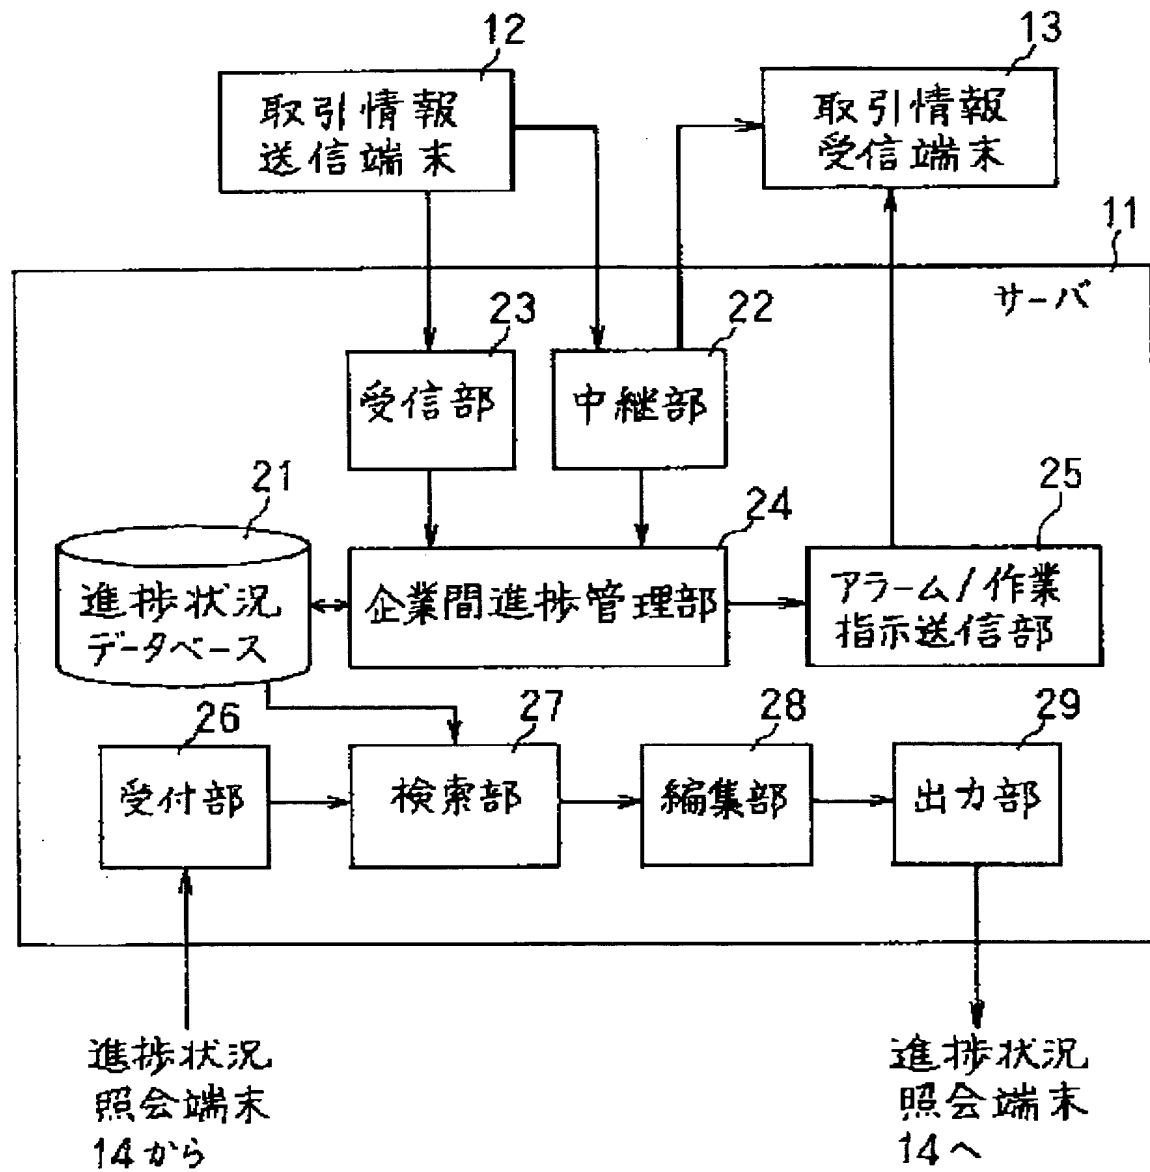 12
13
取引情報
送信端末
取引情報
受信端末
11
サーバ
23
22
受信部
中継部
21
24
25
進捗状況
データベース
企業間進捗管理部
アラーム/作業
指示送信部
26
27
28
29
受付部
検索部
編集部
出力部
進捗状況
照会端末
14から
進捗状況
照会端末
14へ